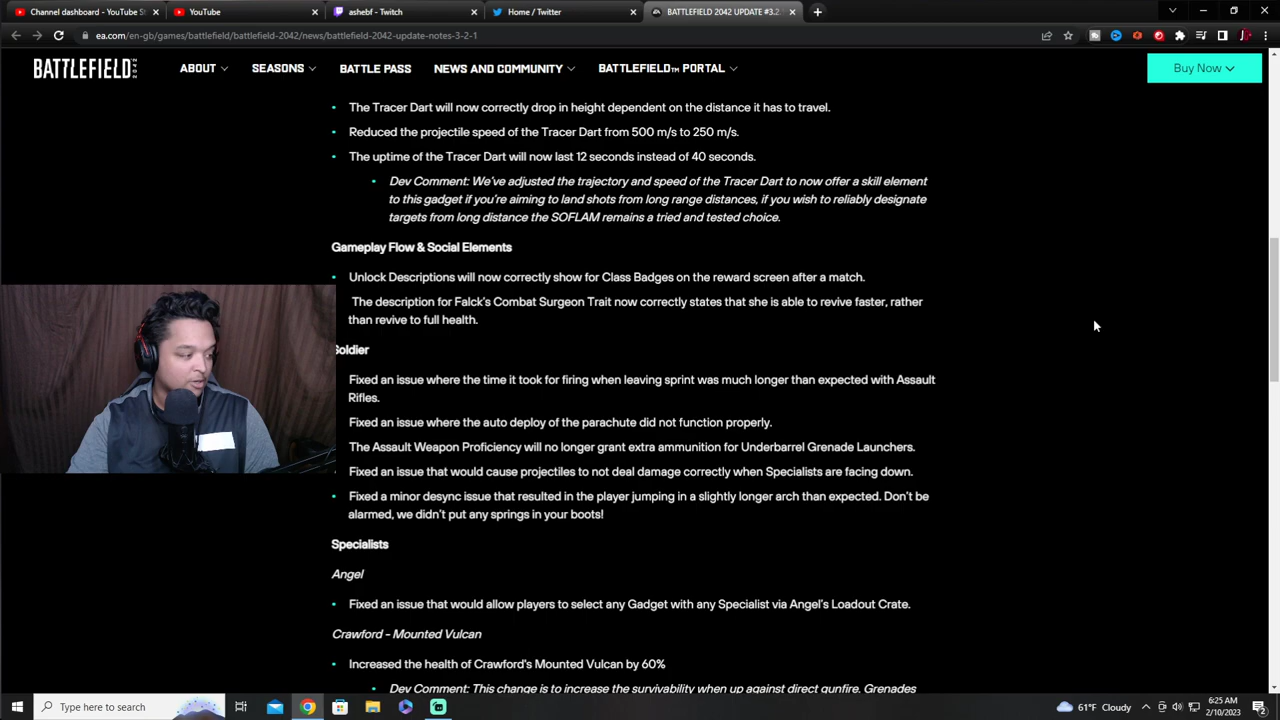 Channel dashboard - YouTube St
YouTube
ashebf - Twitch
Home / Twitter
BATTLEFIELD 2042 UPDATE #3.2.
ea.com/en-gb/games/battlefield/battlefield-2042/news/battlefield-2042-update-notes-3-2-1
BATTLEFIELD 2042
ABOUT
SEASONS
BATTLE PASS
NEWS AND COMMUNITY
BATTLEFIELD™ PORTAL
Buy Now
• The Tracer Dart will now correctly drop in height dependent on the distance it has to travel.
• Reduced the projectile speed of the Tracer Dart from 500 m/s to 250 m/s.
• The uptime of the Tracer Dart will now last 12 seconds instead of 40 seconds.
• Dev Comment: We've adjusted the trajectory and speed of the Tracer Dart to now offer a skill element
to this gadget if you're aiming to land shots from long range distances, if you wish to reliably designate
targets from long distance the SOFLAM remains a tried and tested choice.
Gameplay Flow & Social Elements
• Unlock Descriptions will now correctly show for Class Badges on the reward screen after a match.
The description for Falck's Combat Surgeon Trait now correctly states that she is able to revive faster, rather
than revive to full health.
Soldier
Fixed an issue where the time it took for firing when leaving sprint was much longer than expected with Assault
Rifles.
Fixed an issue where the auto deploy of the parachute did not function properly.
The Assault Weapon Proficiency will no longer grant extra ammunition for Underbarrel Grenade Launchers.
Fixed an issue that would cause projectiles to not deal damage correctly when Specialists are facing down.
• Fixed a minor desync issue that resulted in the player jumping in a slightly longer arch than expected. Don't be
alarmed, we didn't put any springs in your boots!
Specialists
Angel
• Fixed an issue that would allow players to select any Gadget with any Specialist via Angel's Loadout Crate.
Crawford - Mounted Vulcan
• Increased the health of Crawford's Mounted Vulcan by 60%
• Dev Comment: This change is to increase the survivability when up against direct gunfire. Grenades
Type here to search
61°F Cloudy
6:25 AM
2/10/2023
2